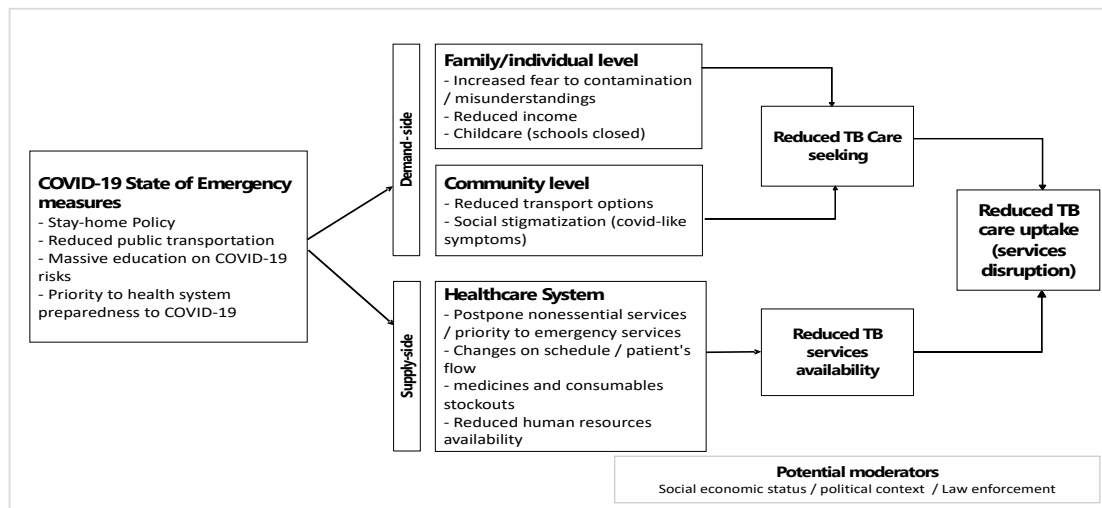 COVID-19 State of Emergency
measures
- Stay-home Policy
- Reduced public transportation
- Massive education on COVID-19
risks
- Priority to health system
preparedness to COVID-19
Demand-side
Family/individual level
- Increased fear to contamination
/ misunderstandings
- Reduced income
- Childcare (schools closed)
Community level
- Reduced transport options
- Social stigmatization (covid-like
symptoms)
Supply-side
Healthcare System
- Postpone nonessential services
/ priority to emergency services
- Changes on schedule / patient's
flow
- medicines and consumables
stockouts
- Reduced human resources
availability
Reduced TB Care
seeking
Reduced TB
services
availability
Reduced TB
care uptake
(services
disruption)
Potential moderators
Social economic status / political context / Law enforcement